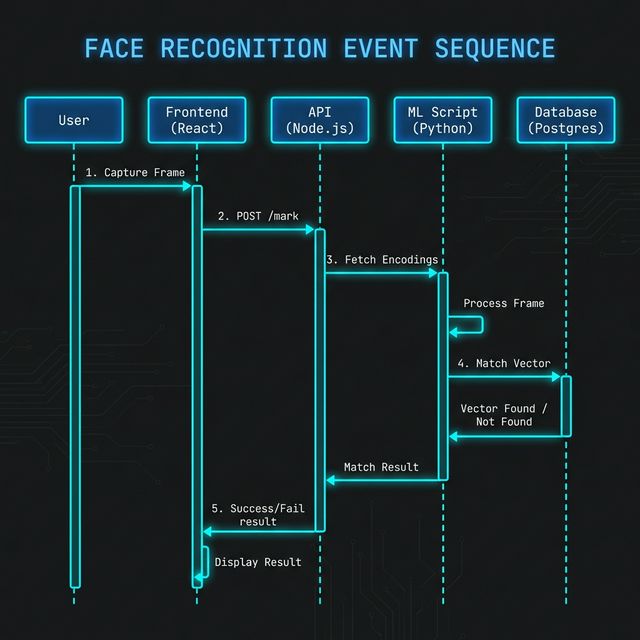 FACE RECOGNITION EVENT SEQUENCE
User
Frontend
(React)
API
(Node.js)
ML Script
(Python)
Database
(Postgres)
1. Capture Frame
2. POST /mark
3. Fetch Encodings
Process Frame
4. Match Vector
Vector Found /
Not Found
Match Result
5. Success/Fail
result
Display Result